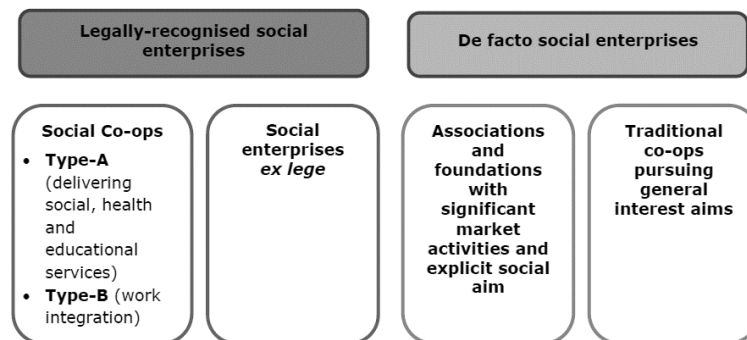 Legally-recognised social
enterprises
De facto social enterprises
Social Co-ops
• Type-A
(delivering
social, health
and
educational
services)
• Type-B (work
integration)
Social
enterprises
ex lege
Associations
and
foundations
with
significant
market
activities and
explicit social
aim
Traditional
co-ops
pursuing
general
interest aims